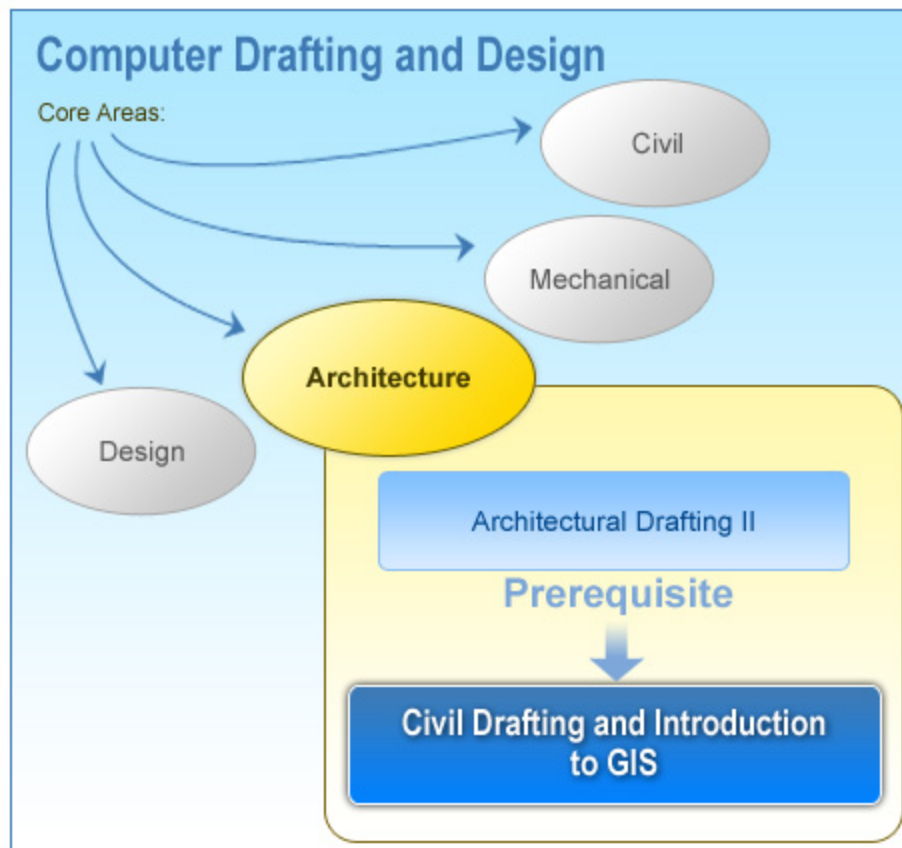 Computer Drafting and Design
Core Areas:
Civil
Mechanical
Architecture
Design
Architectural Drafting II
Prerequisite
Civil Drafting and Introduction
to GIS